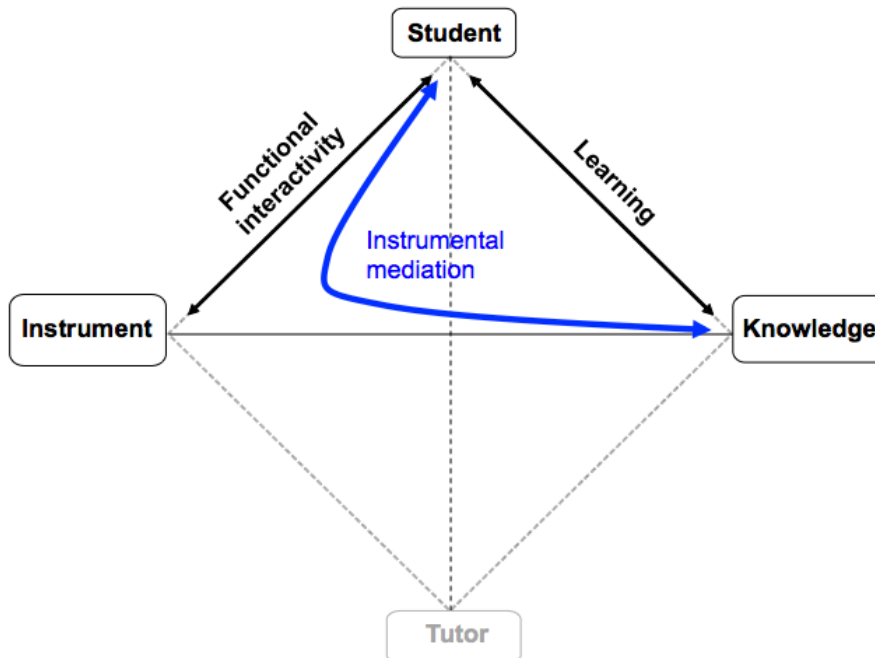 Student
Functional
interactivity
Learning
Instrumental
mediation
Instrument
Knowledge
Tutor